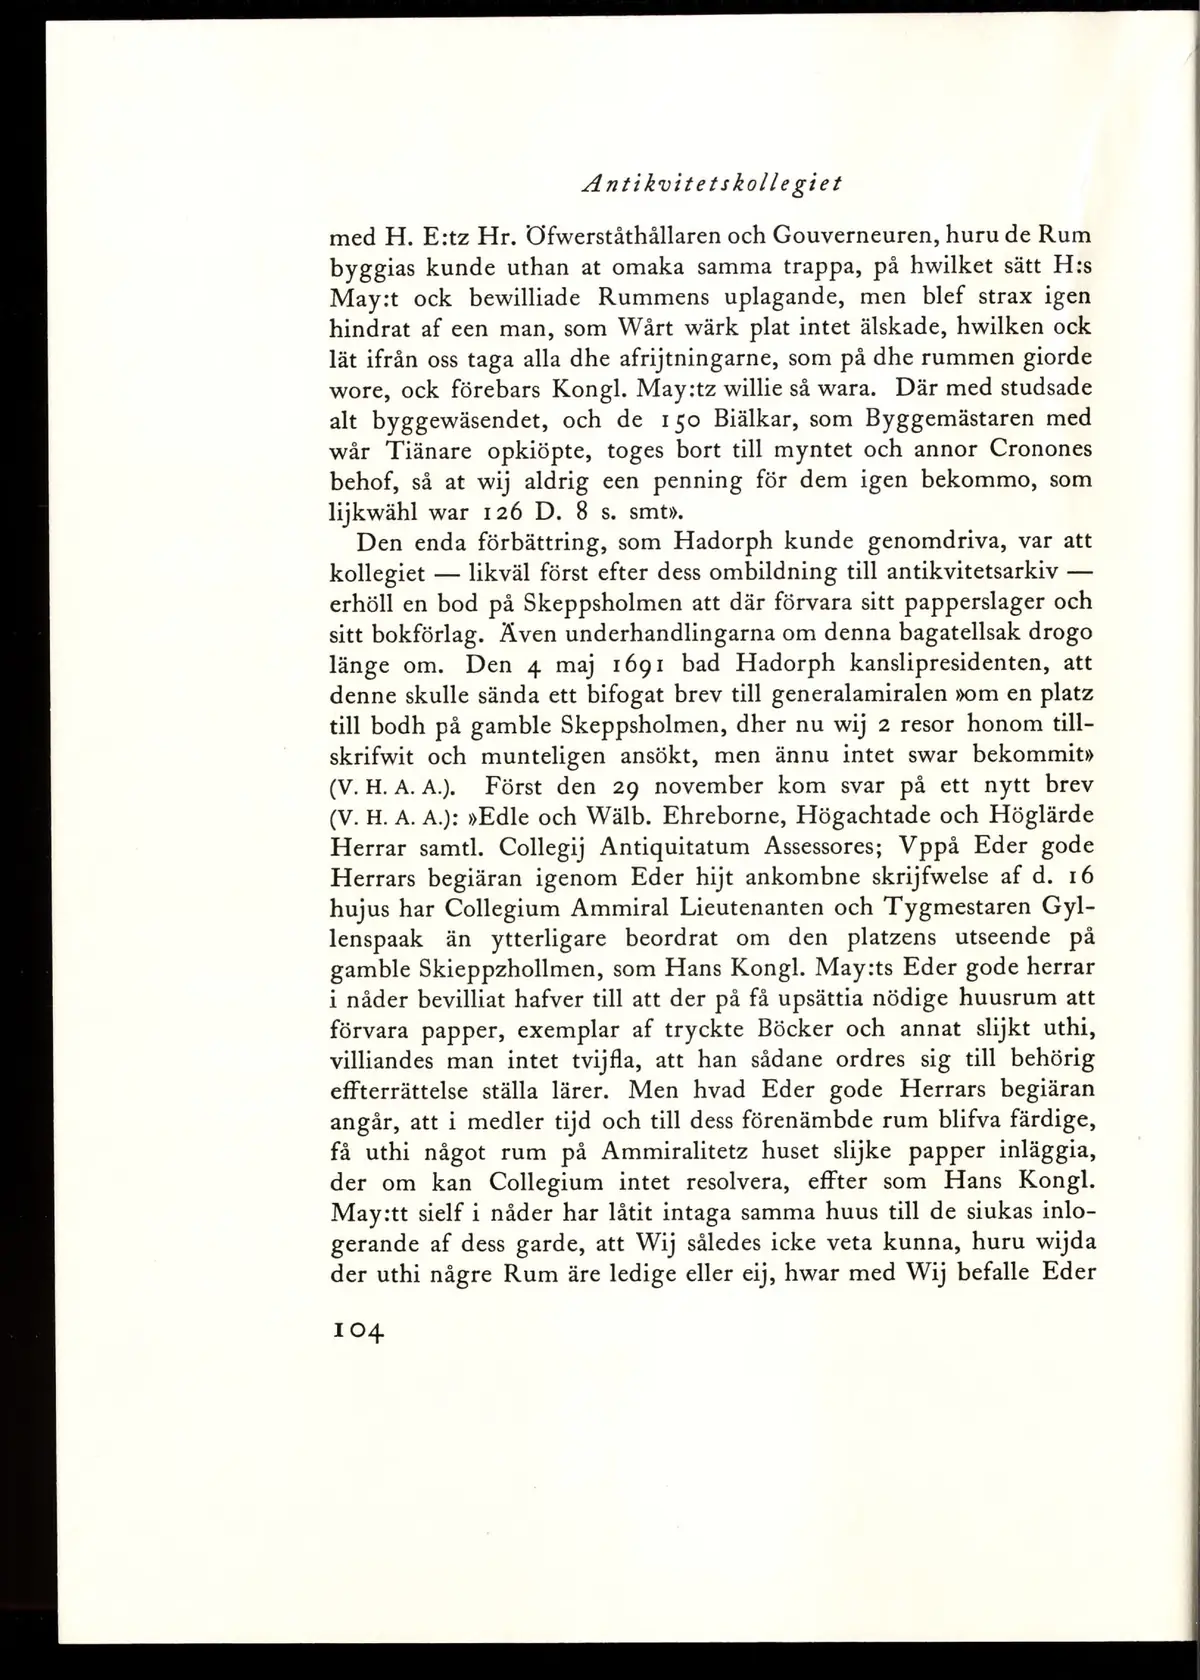 Antikvitetskollegiet
med H. E:tz Hr. Öfwerståthållaren och Gouverneuren, huru de Rum
byggias kunde uthan at omaka samma trappa, på hwilket sätt H:s
May:t ock bewilliade Rummens uplagande, men blef strax igen
hindrat af een man, som Wårt wärk plat intet älskade, hwilken ock
lät ifrån oss taga alla dhe afrijtningarne, som på dhe rummen giorde
wore, ock förebars Kongl. May:tz willie så wara. Där med studsade
alt byggewäsendet, och de 150 Biälkar, som Byggemästaren med
wår Tiänare opkiöpte, toges bort till myntet och annor Cronones
behof, så at wij aldrig een penning för dem igen bekommo, som
lijkwähl war 126 D. 8 s. smt».
Den enda förbättring, som Hadorph kunde genomdriva, var att
kollegiet — likväl först efter dess ombildning till antikvitetsarkiv —
erhöll en bod på Skeppsholmen att där förvara sitt papperslager och
sitt bokförlag. Även underhandlingarna om denna bagatellsak drogo
länge om. Den 4 maj 1691 bad Hadorph kanslipresidenten, att
denne skulle sända ett bifogat brev till generalamiralen »om en platz
till bodh på gamble Skeppsholmen, dher nu wij 2 resor honom till-
skrifwit och munteligen ansökt, men ännu intet swar bekommit»
(V. H. A. A.). Först den 29 november kom svar på ett nytt brev
(V. H. A. A.): »Edle och Wälb. Ehreborne, Högachtade och Höglärde
Herrar samtl. Collegij Antiquitatum Assessores; Vppå Eder gode
Herrars begiäran igenom Eder hijt ankombne skrijfwelse af d. 16
hujus har Collegium Ammiral Lieutenanten och Tygmestaren Gyl-
lenspaak än ytterligare beordrat om den platzens utseende på
gamble Skieppzhollmen, som Hans Kongl. May:ts Eder gode herrar
i nåder bevilliat hafver till att der på få upsättia nödige huusrum att
förvara papper, exemplar af tryckte Böcker och annat slijkt uthi,
villiandes man intet tvijfla, att han sådane ordres sig till behörig
effterrättelse ställa lärer. Men hvad Eder gode Herrars begiäran
angår, att i medler tijd och till dess förenämbde rum blifva färdige,
få uthi något rum på Ammiralitetz huset slijke papper inläggia,
der om kan Collegium intet resolvera, effter som Hans Kongl.
May:tt sielf i nåder har låtit intaga samma huus till de siukas inlo-
gerande af dess garde, att Wij således icke veta kunna, huru wijda
der uthi någre Rum äre ledige eller eij, hwar med Wij befalle Eder
104